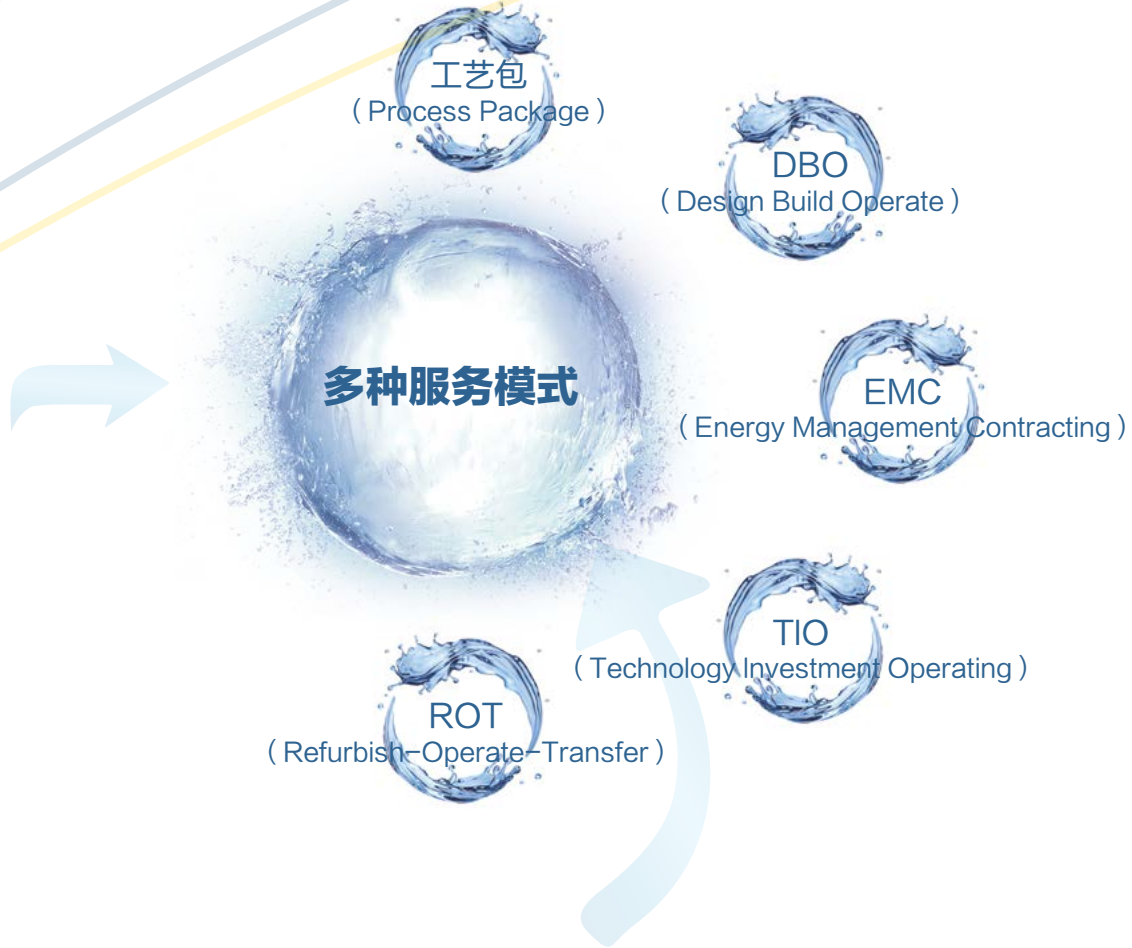 工艺包
（Process Package）
DBO
（Design Build Operate）
多种服务模式
EMC
（Energy Management Contracting）
TIO
（Technology Investment Operating）
ROT
（Refurbish-Operate-Transfer）